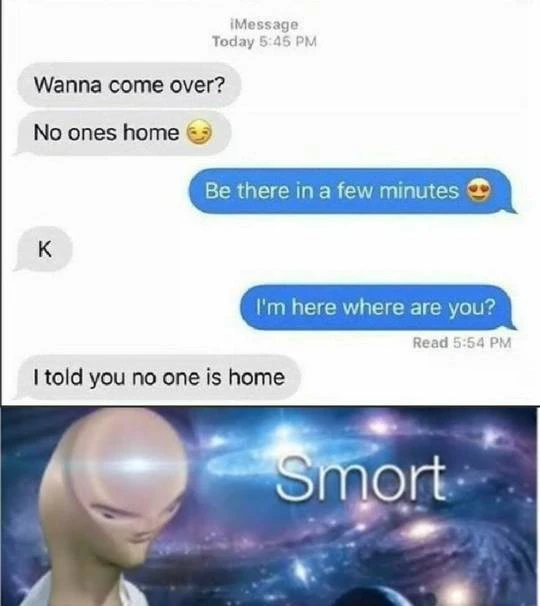 iMessage
Today 5:45 PM
Wanna come over?
No ones home 😏
Be there in a few minutes 😍
K
I'm here where are you?
Read 5:54 PM
I told you no one is home
Smort